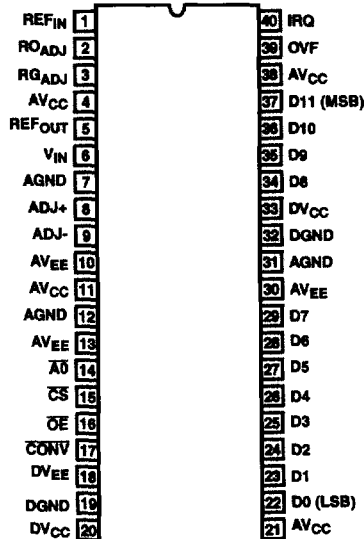 REFIN 1 40 IRQ
ROADJ 2 39 OVF
RGADJ 3 38 AVCC
AVCC 4 37 D11 (MSB)
REFOUT 5 36 D10
VIN 6 35 D9
AGND 7 34 D8
ADJ+ 8 33 DVCC
ADJ- 9 32 DGND
AVEE 10 31 AGND
AVCC 11 30 AVEE
AGND 12 29 D7
AVEE 13 28 D6
A̅0̅ 14 27 D5
C̅S̅ 15 26 D4
O̅E̅ 16 25 D3
C̅O̅N̅V̅ 17 24 D2
DVEE 18 23 D1
DGND 19 22 D0 (LSB)
DVCC 20 21 AVCC